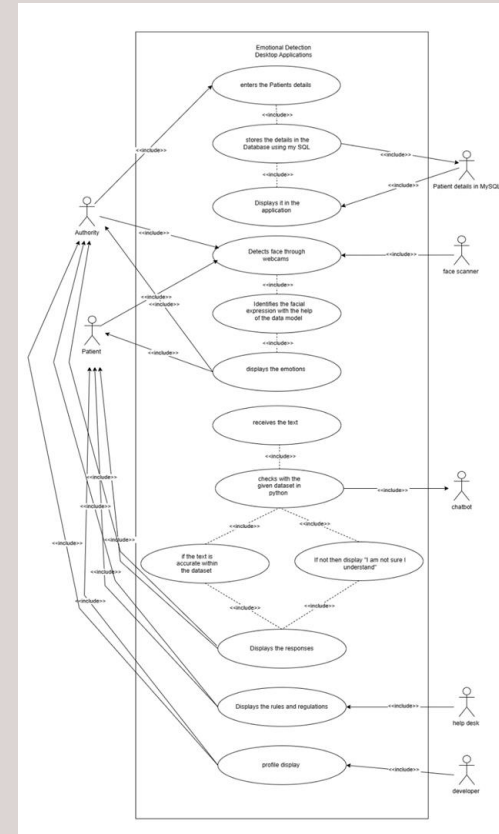 Emotional Detection
Desktop Applications
enters the Patients details
<<include>>
<<include>>
stores the details in the
Database using my SQL
<<include>>
Patient details in MySQL
<<include>>
<<include>>
Displays it in the
application
Authority
<<include>>
Detects face through
webcams
<<include>>
face scanner
<<include>>
<<include>>
<<include>>
Identifies the facial
expression with the help
of the data model
Patient
<<include>>
<<include>>
displays the emotions
receives the text
<<include>>
checks with the
given dataset in
python
<<include>>
chatbot
<<include>>
<<include>>
<<include>>
<<include>>
If the text is
accurate within
the dataset
If not then display "I am not sure I
understand"
<<include>>
<<include>>
<<include>>
Displays the responses
Displays the rules and regulations
<<include>>
help desk
profile display
<<include>>
developer